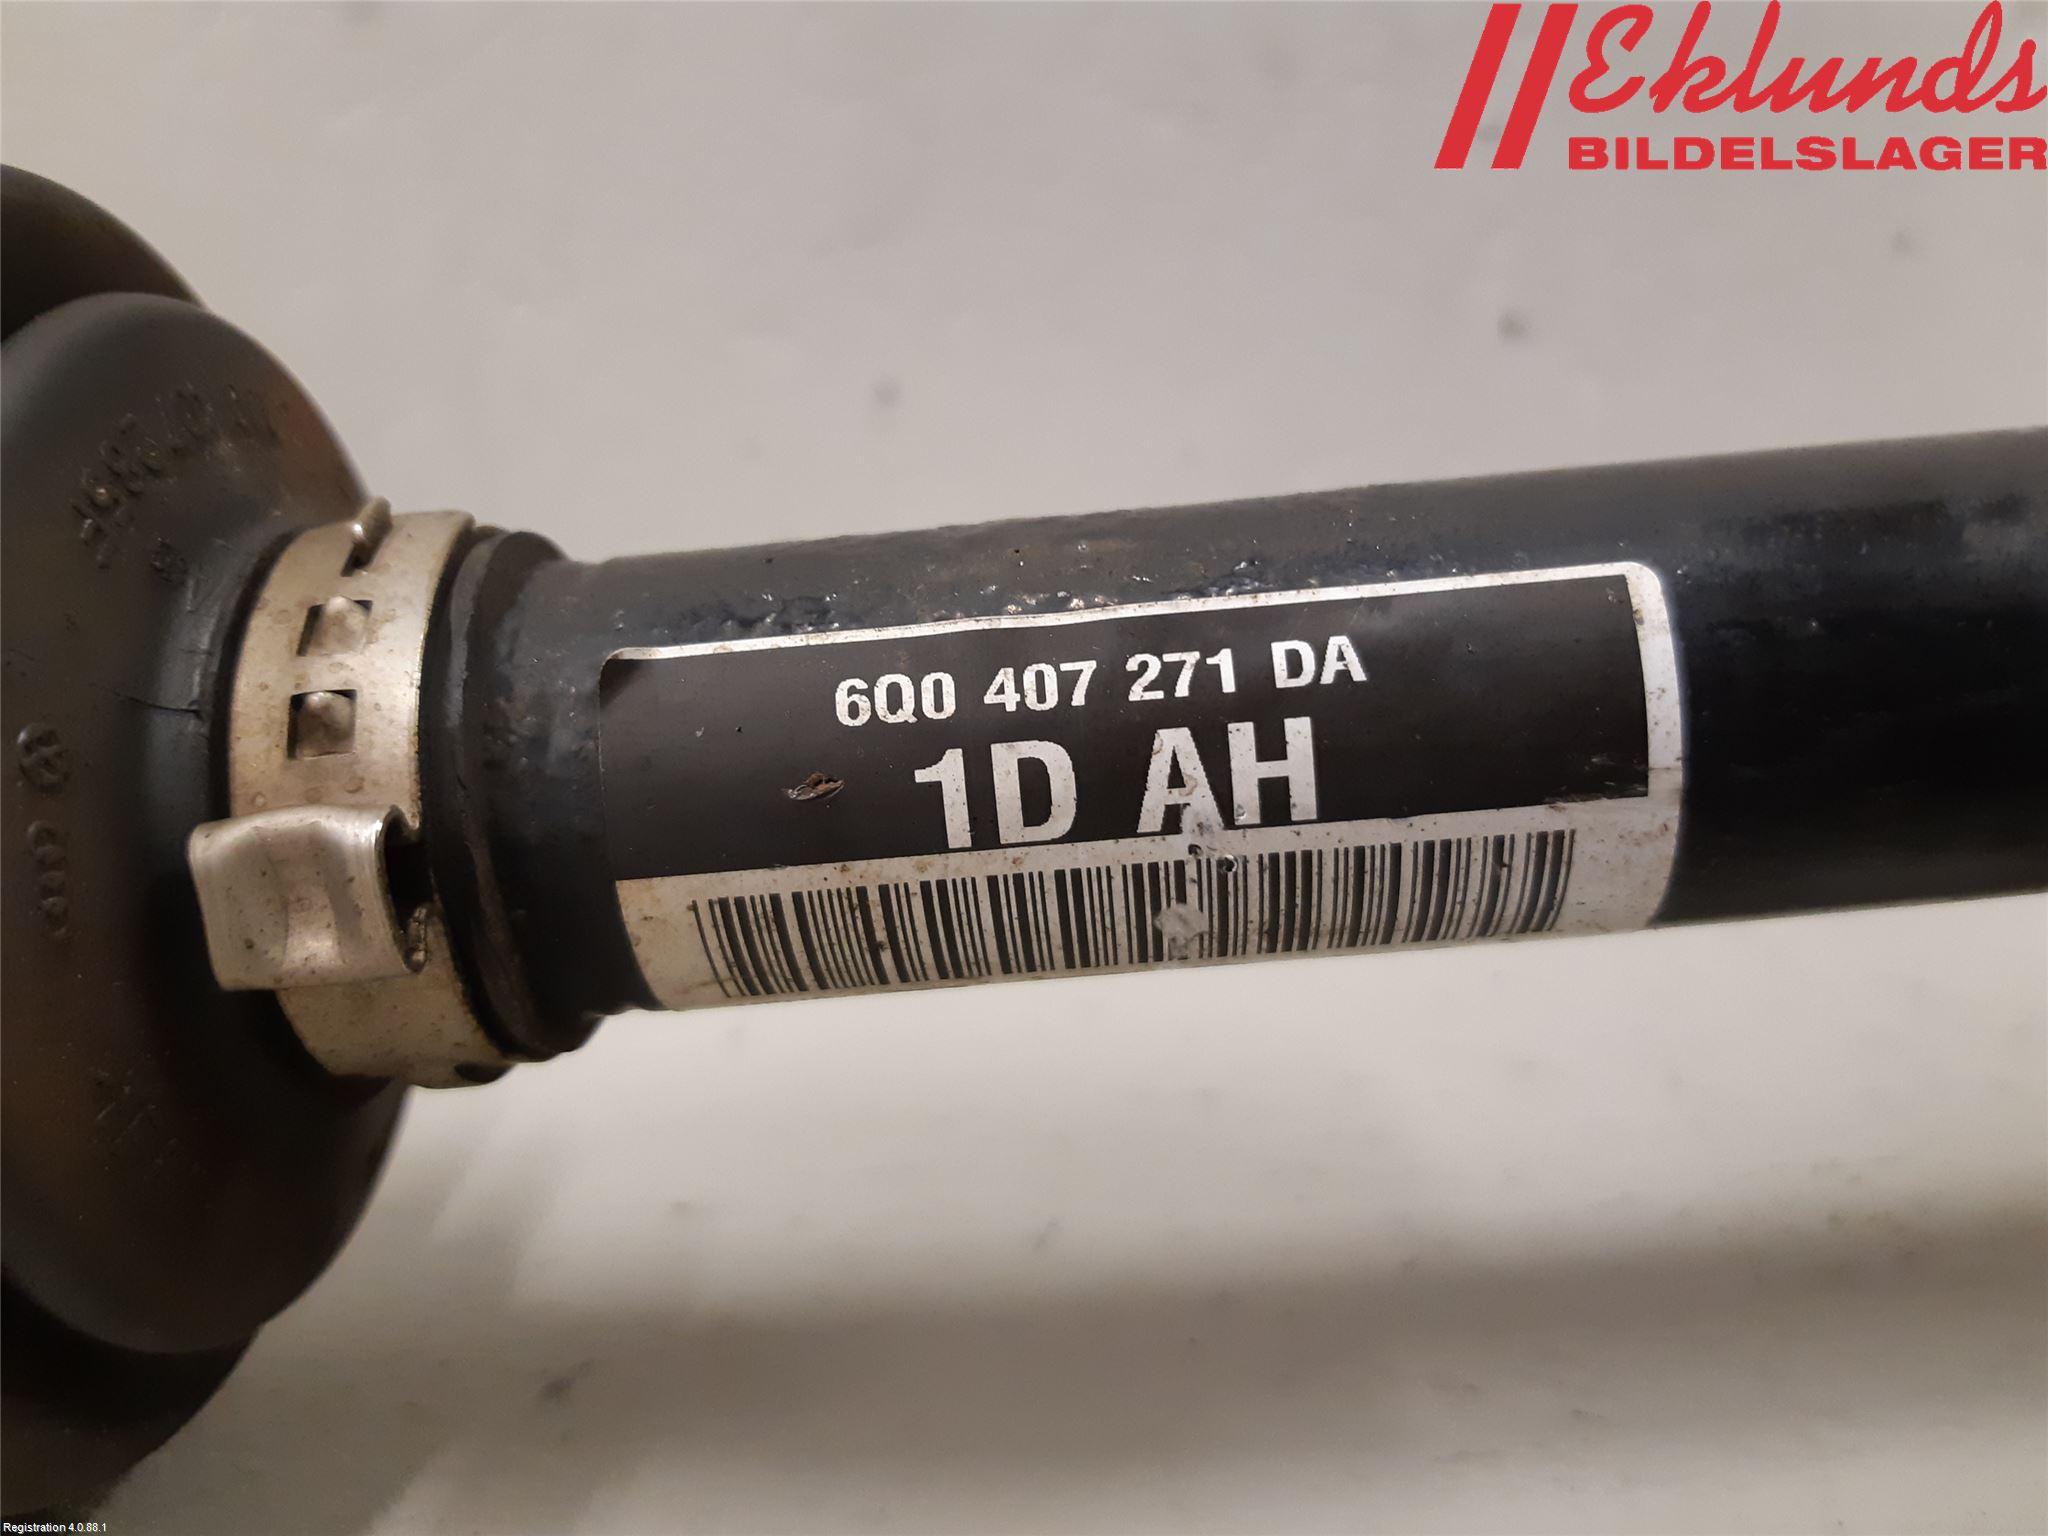 Eklunds
BILDELSLAGER
6Q0 407 271 DA
1D AH
Registration 4.0.88.1